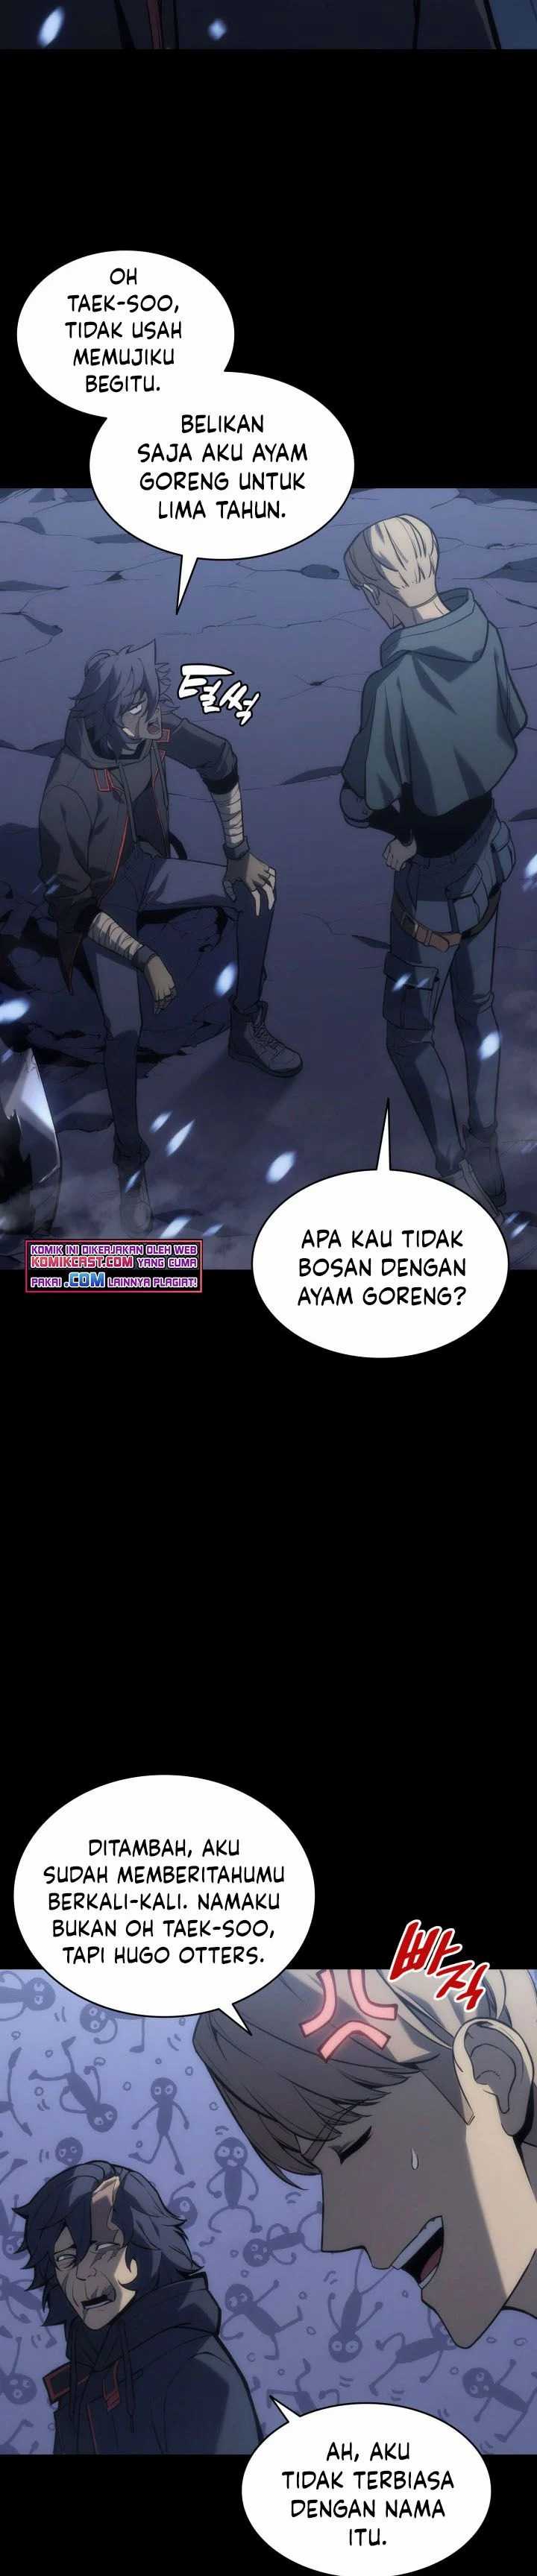 OH
TAEK-SOO,
TIDAK USAH
MEMUJIKU
BEGITU.
BELIKAN
SAJA AKU AYAM
GORENG UNTUK
LIMA TAHUN.
털썩
APA KAU TIDAK
BOSAN DENGAN
AYAM GORENG?
KOMIK INI DIKERJAKAN OLEH WEB
KOMIKCAST.COM YANG CUMA
PAKAI .COM LAINNYA PLAGIAT!
DITAMBAH, AKU
SUDAH MEMBERITAHUMU
BERKALI-KALI. NAMAKU
BUKAN OH TAEK-SOO,
TAPI HUGO OTTERS.
빠직
AH, AKU
TIDAK TERBIASA
DENGAN NAMA
ITU.